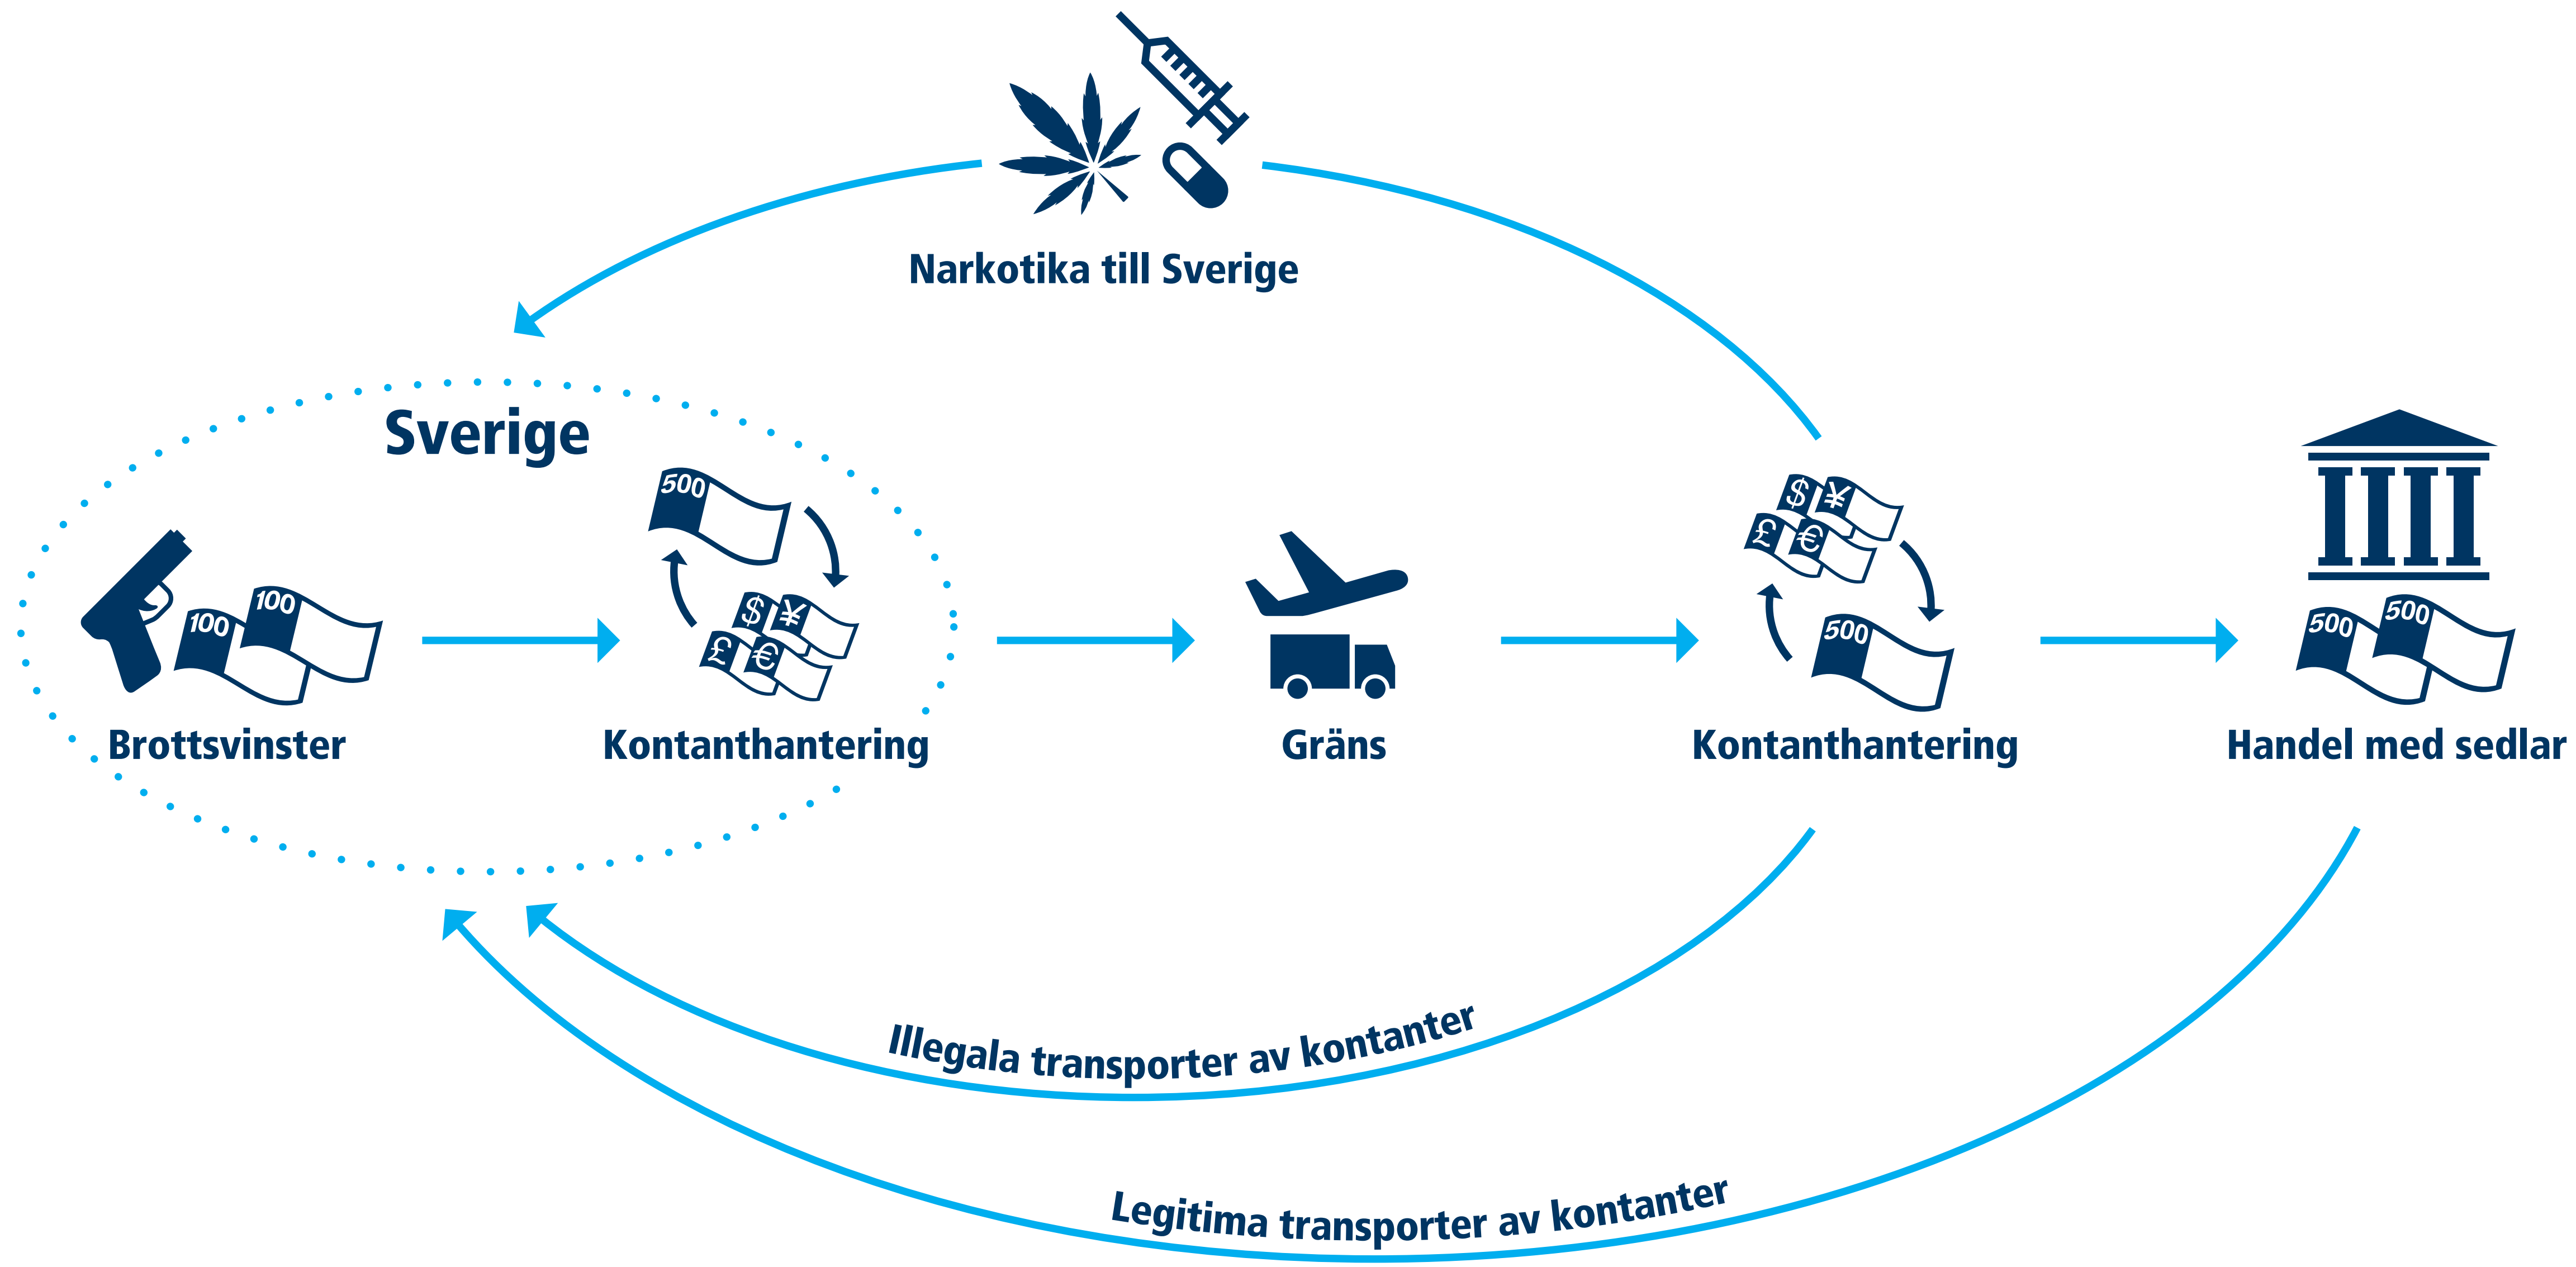 Narkotika till Sverige
Sverige
500
$ ¥
£ €
100 100
$ ¥
£ €
500
500 500
Brottsvinster
Kontanthantering
Gräns
Kontanthantering
Handel med sedlar
Illegala transporter av kontanter
Legitima transporter av kontanter